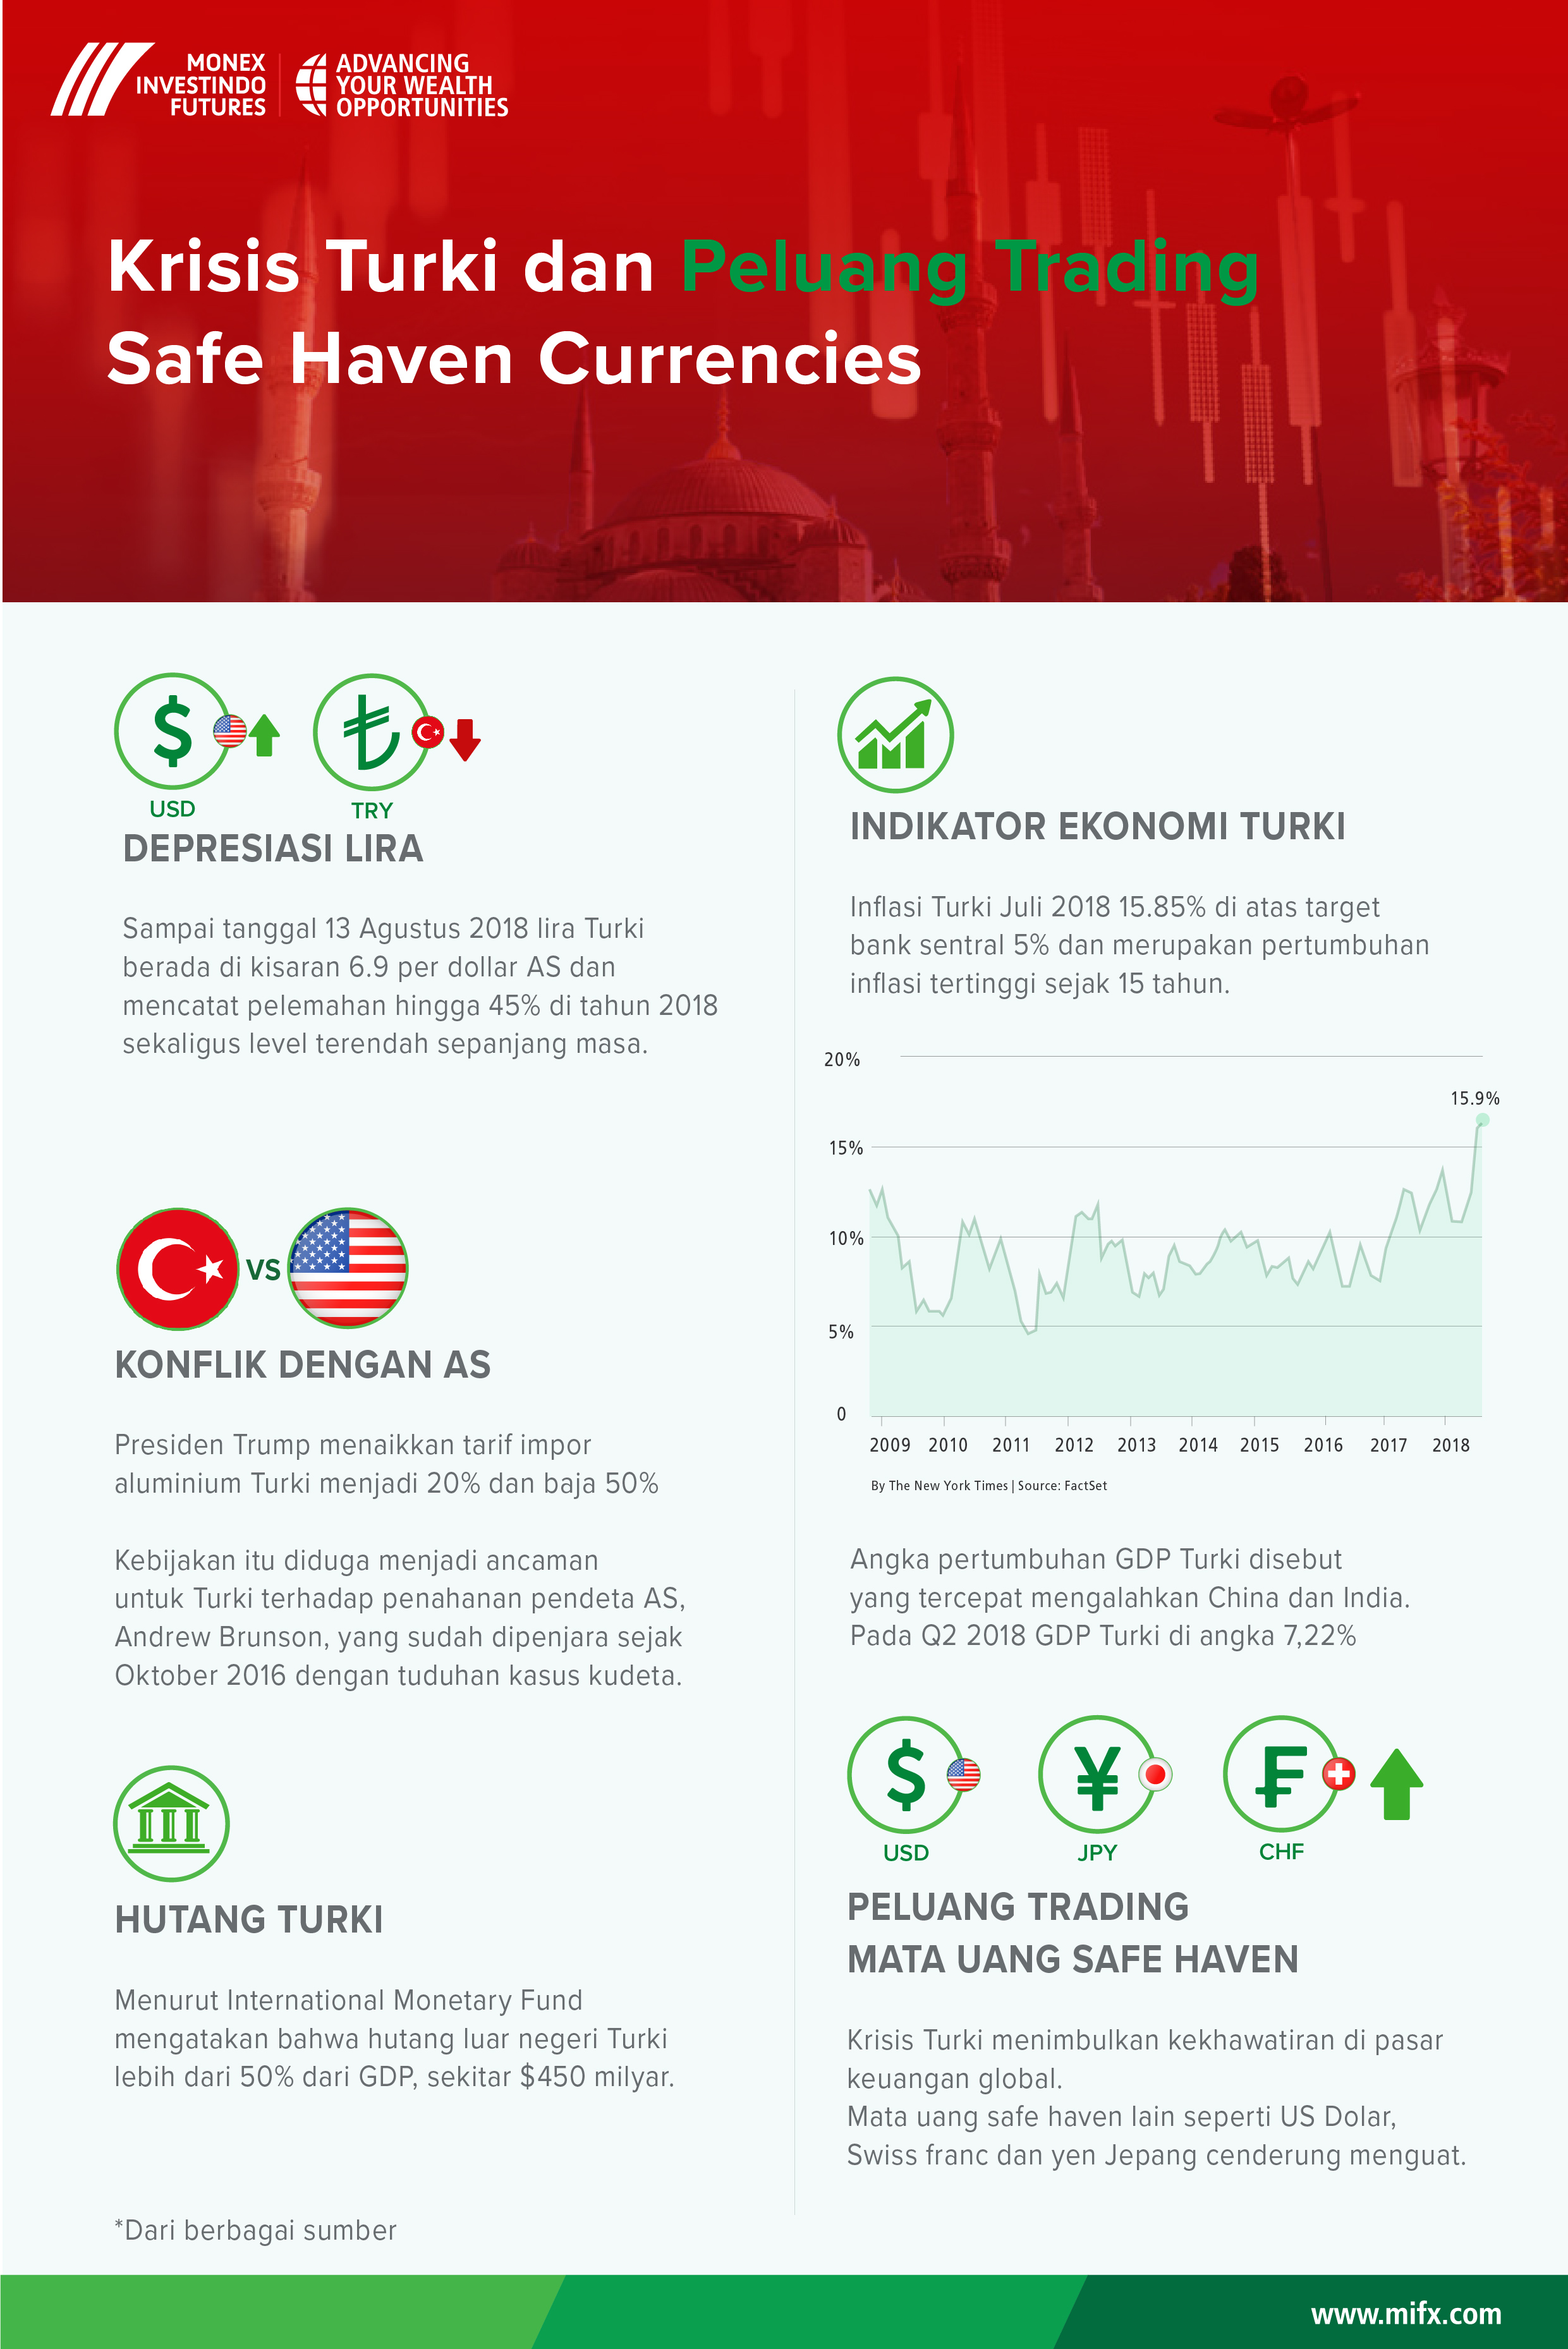 MONEX
INVESTINDO
FUTURES
ADVANCING
YOUR WEALTH
OPPORTUNITIES
Krisis Turki dan Peluang Trading
Safe Haven Currencies
USD
TRY
DEPRESIASI LIRA
Sampai tanggal 13 Agustus 2018 lira Turki
berada di kisaran 6.9 per dollar AS dan
mencatat pelemahan hingga 45% di tahun 2018
sekaligus level terendah sepanjang masa.
VS
KONFLIK DENGAN AS
Presiden Trump menaikkan tarif impor
aluminium Turki menjadi 20% dan baja 50%
Kebijakan itu diduga menjadi ancaman
untuk Turki terhadap penahanan pendeta AS,
Andrew Brunson, yang sudah dipenjara sejak
Oktober 2016 dengan tuduhan kasus kudeta.
HUTANG TURKI
Menurut International Monetary Fund
mengatakan bahwa hutang luar negeri Turki
lebih dari 50% dari GDP, sekitar $450 milyar.
*Dari berbagai sumber
INDIKATOR EKONOMI TURKI
Inflasi Turki Juli 2018 15.85% di atas target
bank sentral 5% dan merupakan pertumbuhan
inflasi tertinggi sejak 15 tahun.
20%
15.9%
15%
10%
5%
0
2009 2010 2011 2012 2013 2014 2015 2016 2017 2018
By The New York Times | Source: FactSet
Angka pertumbuhan GDP Turki disebut
yang tercepat mengalahkan China dan India.
Pada Q2 2018 GDP Turki di angka 7,22%
USD
JPY
CHF
PELUANG TRADING
MATA UANG SAFE HAVEN
Krisis Turki menimbulkan kekhawatiran di pasar
keuangan global.
Mata uang safe haven lain seperti US Dolar,
Swiss franc dan yen Jepang cenderung menguat.
www.mifx.com